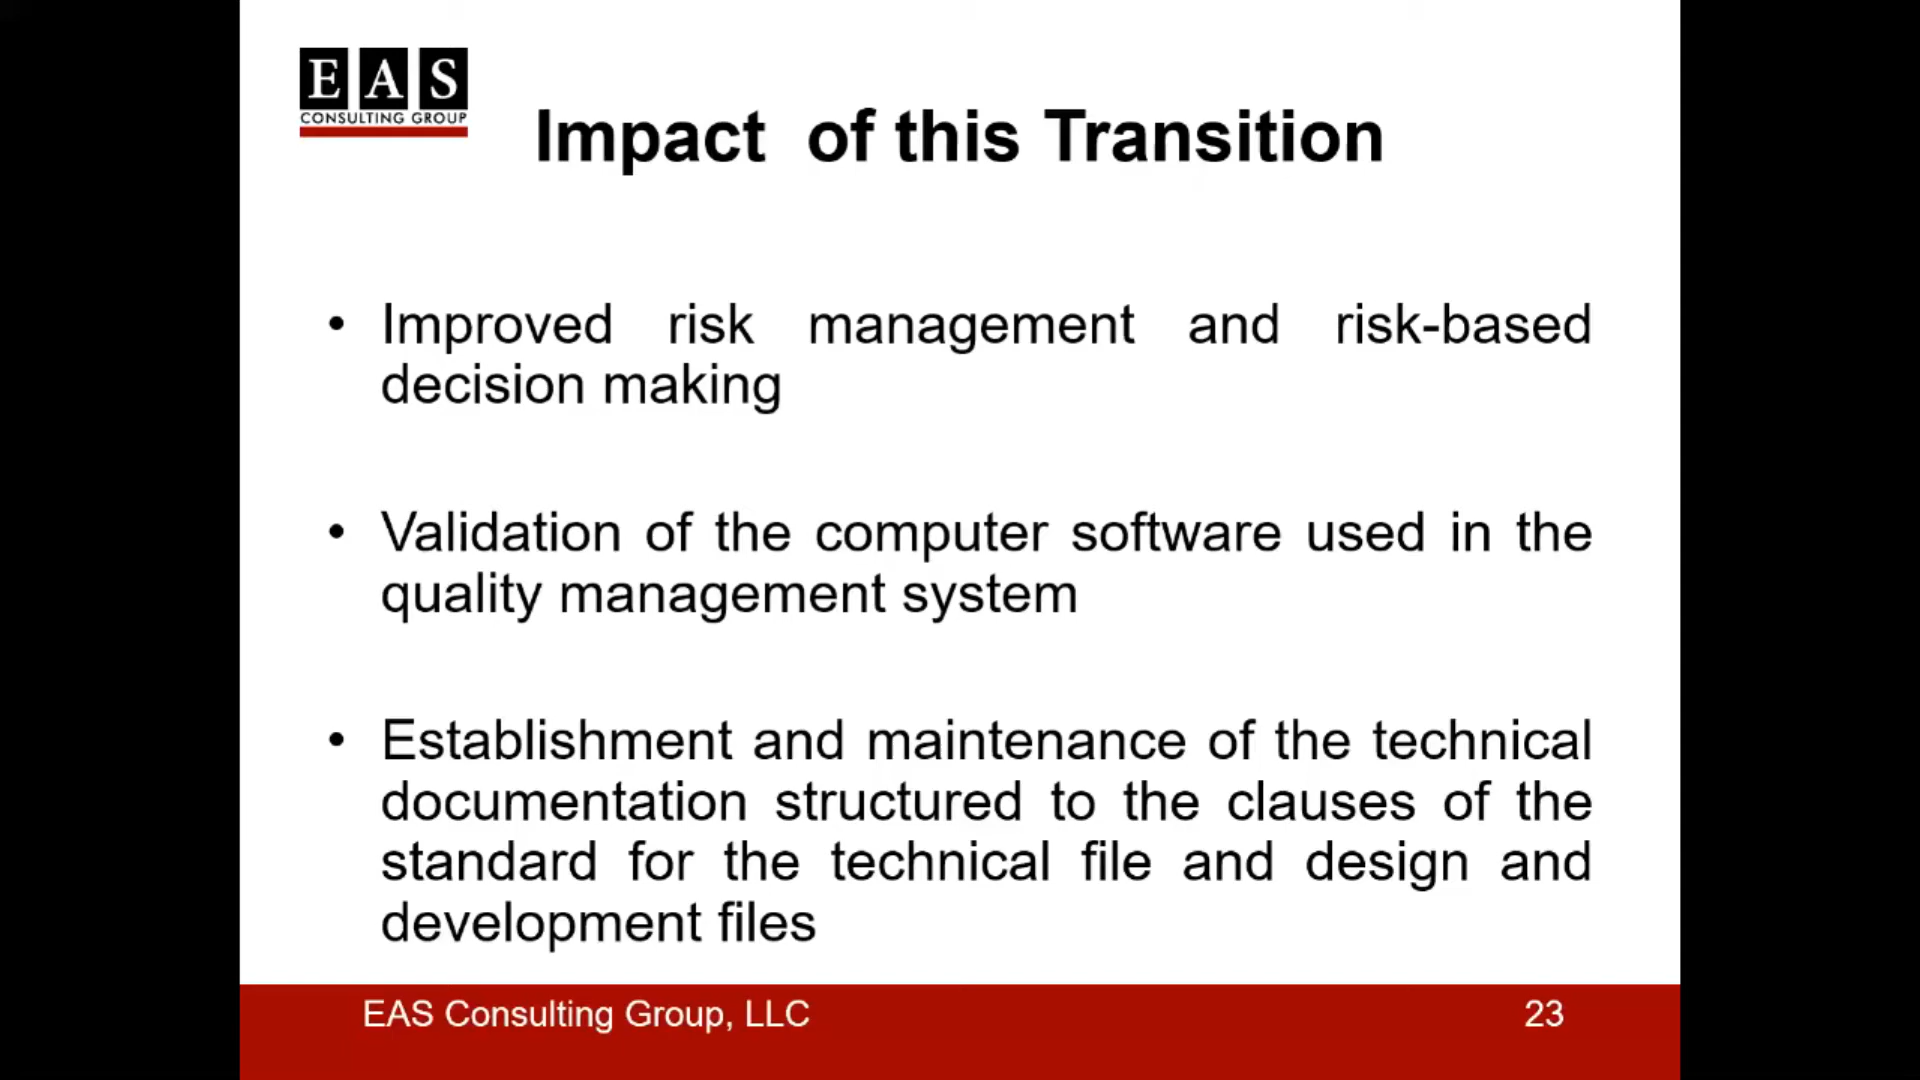 EAS
CONSULTING GROUP
Impact of this Transition
• Improved risk management and risk-based
decision making
• Validation of the computer software used in the
quality management system
• Establishment and maintenance of the technical
documentation structured to the clauses of the
standard for the technical file and design and
development files
EAS Consulting Group, LLC
23